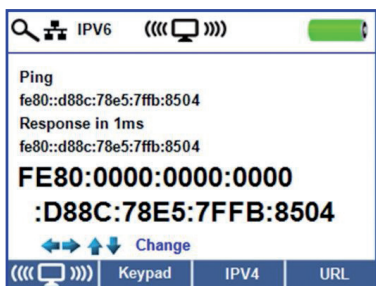 IPV6
Ping
fe80::d88c:78e5:7ffb:8504
Response in 1ms
fe80::d88c:78e5:7ffb:8504
FE80:0000:0000:0000
:D88C:78E5:7FFB:8504
Change
Keypad IPV4 URL